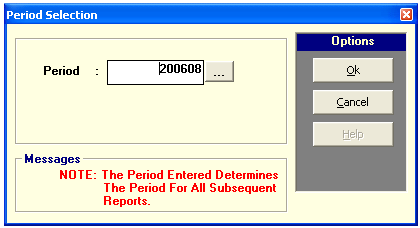 Period Selection
Options
Period : 200608 ...
Ok
Cancel
Help
Messages
NOTE: The Period Entered Determines
The Period For All Subsequent
Reports.